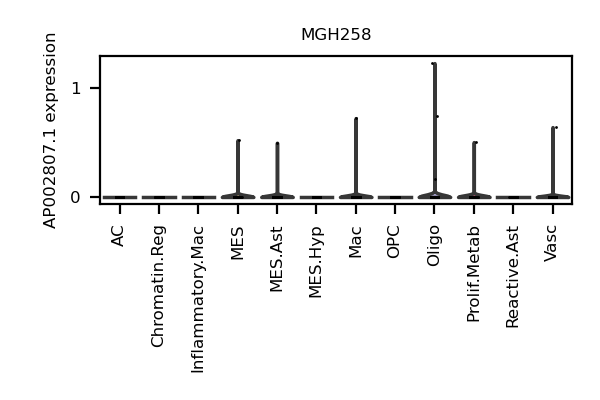 MGH258
AP002807.1 expression
1
0
AC
Chromatin.Reg
Inflammatory.Mac
MES
MES.Ast
MES.Hyp
Mac
OPC
Oligo
Prolif.Metab
Reactive.Ast
Vasc